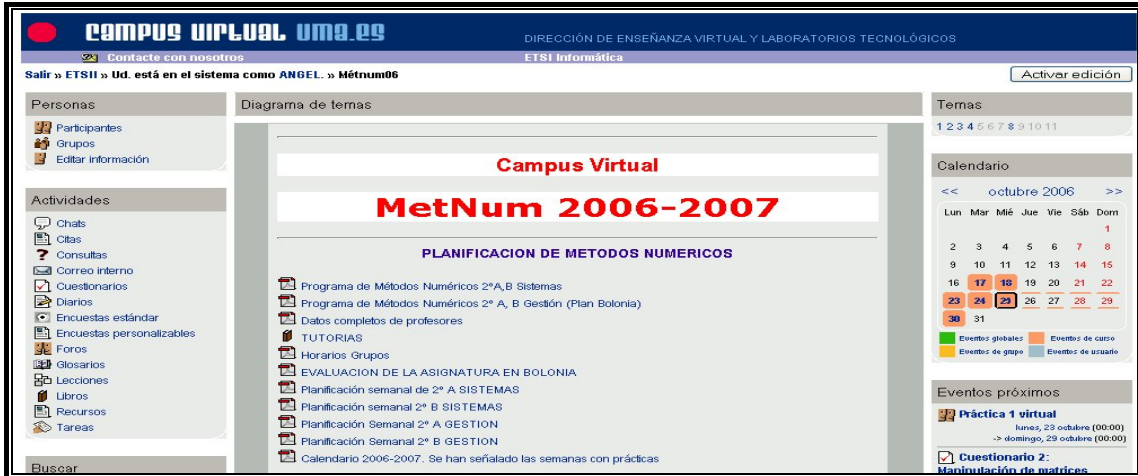 campus virtual uma.es
DIRECCIÓN DE ENSEÑANZA VIRTUAL Y LABORATORIOS TECNOLÓGICOS
Contacte con nosotros
ETSI Informática
Salir » ETSII » Ud. está en el sistema como ANGEL. » Métnum06
Activar edición
Personas
Participantes
Grupos
Editar información
Actividades
Chats
Citas
Consultas
Correo interno
Cuestionarios
Diarios
Encuestas estándar
Encuestas personalizables
Foros
Glosarios
Lecciones
Libros
Recursos
Tareas
Buscar
Diagrama de temas
Campus Virtual
MetNum 2006-2007
PLANIFICACION DE METODOS NUMERICOS
Programa de Métodos Numéricos 2ºA,B Sistemas
Programa de Métodos Numéricos 2º A, B Gestión (Plan Bolonia)
Datos completos de profesores
TUTORIAS
Horarios Grupos
EVALUACION DE LA ASIGNATURA EN BOLONIA
Planificación semanal de 2º A SISTEMAS
Planificación semanal 2º B SISTEMAS
Planificación Semanal 2º A GESTION
Planificación Semanal 2º B GESTION
Calendario 2006-2007. Se han señalado las semanas con prácticas
Temas
1 2 3 4 5 6 7 8 9 10 11
Calendario
<< octubre 2006 >>
Lun Mar Mié Jue Vie Sáb Dom
1
2 3 4 5 6 7 8
9 10 11 12 13 14 15
16 17 18 19 20 21 22
23 24 25 26 27 28 29
30 31
Eventos globales Eventos de curso
Eventos de grupo Eventos de usuario
Eventos próximos
Práctica 1 virtual
lunes, 23 octubre (00:00)
-> domingo, 29 octubre (00:00)
Cuestionario 2:
Manipulación de matrices